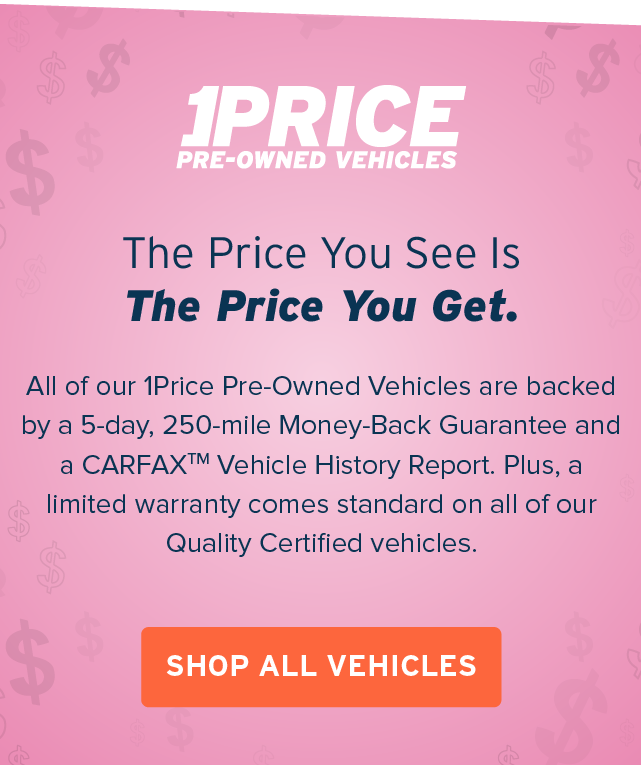 1PRICE
PRE-OWNED VEHICLES
The Price You See Is
The Price You Get.
All of our 1Price Pre-Owned Vehicles are backed
by a 5-day, 250-mile Money-Back Guarantee and
a CARFAX™ Vehicle History Report. Plus, a
limited warranty comes standard on all of our
Quality Certified vehicles.
SHOP ALL VEHICLES